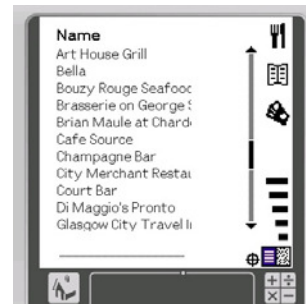 Name
Art House Grill
Bella
Bouzy Rouge Seafood
Brasserie on George S
Brian Maule at Chard
Cafe Source
Champagne Bar
City Merchant Restau
Court Bar
Di Maggio's Pronto
Glasgow City Travel I